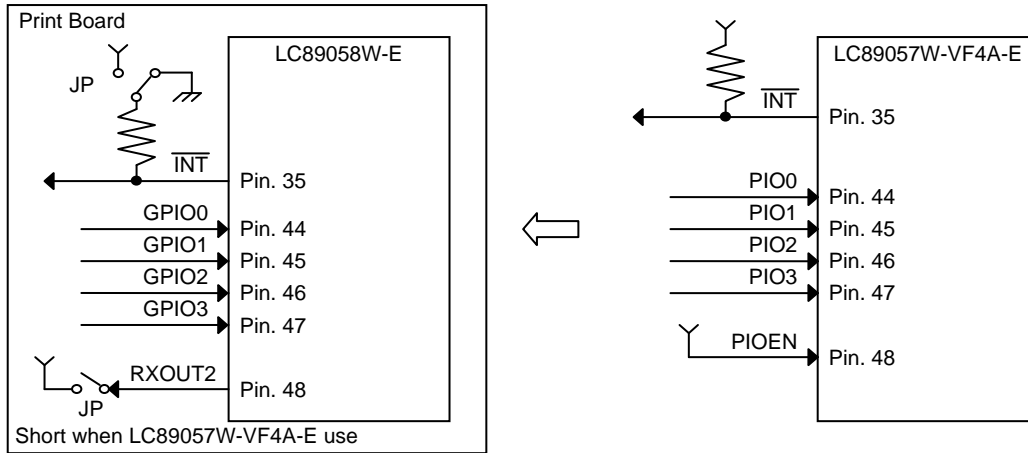 Print Board
LC89058W-E
JP
INT
Pin. 35
GPIO0
Pin. 44
GPIO1
Pin. 45
GPIO2
Pin. 46
GPIO3
Pin. 47
RXOUT2
Pin. 48
JP
Short when LC89057W-VF4A-E use
LC89057W-VF4A-E
INT
Pin. 35
PIO0
Pin. 44
PIO1
Pin. 45
PIO2
Pin. 46
PIO3
Pin. 47
PIOEN
Pin. 48